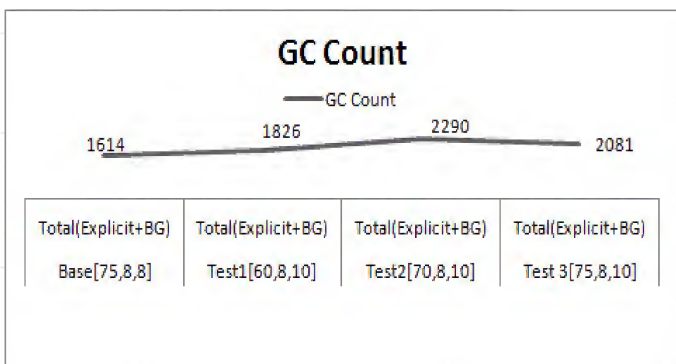 GC Count
GC Count
1614 1826 2290 2081
Total(Explicit+BG) Total(Explicit+BG) Total(Explicit+BG) Total(Explicit+BG)
Base[75,8,8] Test1[60,8,10] Test2[70,8,10] Test 3[75,8,10]